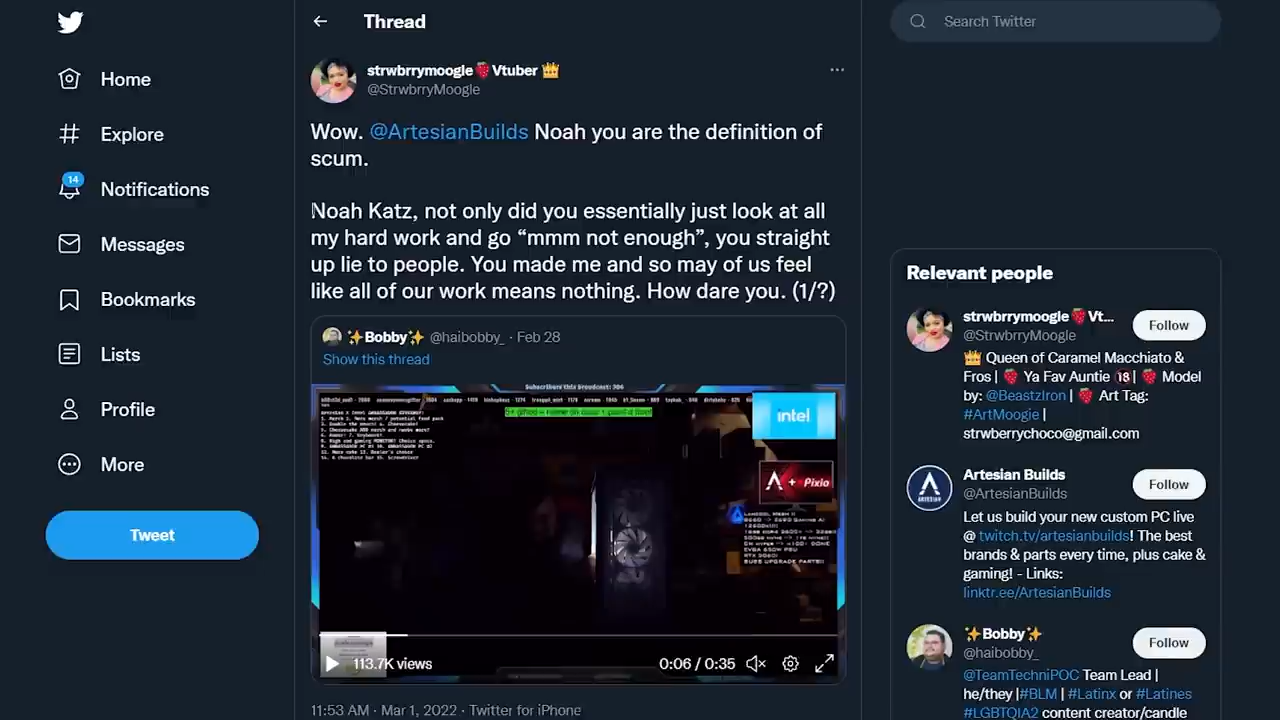 Thread
Search Twitter
Home
Explore
14
Notifications
Messages
Bookmarks
Lists
Profile
More
Tweet
strwbrrymoogle🍓Vtuber 👑
@StrwbrryMoogle
Wow. @ArtesianBuilds Noah you are the definition of
scum.
Noah Katz, not only did you essentially just look at all
my hard work and go “mmm not enough”, you straight
up lie to people. You made me and so may of us feel
like all of our work means nothing. How dare you. (1/?)
✨Bobby✨ @haibobby_ · Feb 28
Show this thread
Subscribers this broadcast: 306
intel
A + Pixio
113.7K views
0:06 / 0:35
11:53 AM · Mar 1, 2022 · Twitter for iPhone
Relevant people
strwbrrymoogle🍓Vt...
@StrwbrryMoogle
Follow
👑 Queen of Caramel Macchiato &
Fros | 🍓 Ya Fav Auntie 🔞| 🍓 Model
by: @BeastzIron | 🍓 Art Tag:
#ArtMoogie |
strwberrychoco@gmail.com
Artesian Builds
@ArtesianBuilds
Follow
Let us build your new custom PC live
@ twitch.tv/artesianbuilds! The best
brands & parts every time, plus cake &
gaming! - Links:
linktr.ee/ArtesianBuilds
✨Bobby✨
@haibobby_
Follow
@TeamTechniPOC Team Lead |
he/they |#BLM | #Latinx or #Latines
#LGBTQIA2 content creator/candle